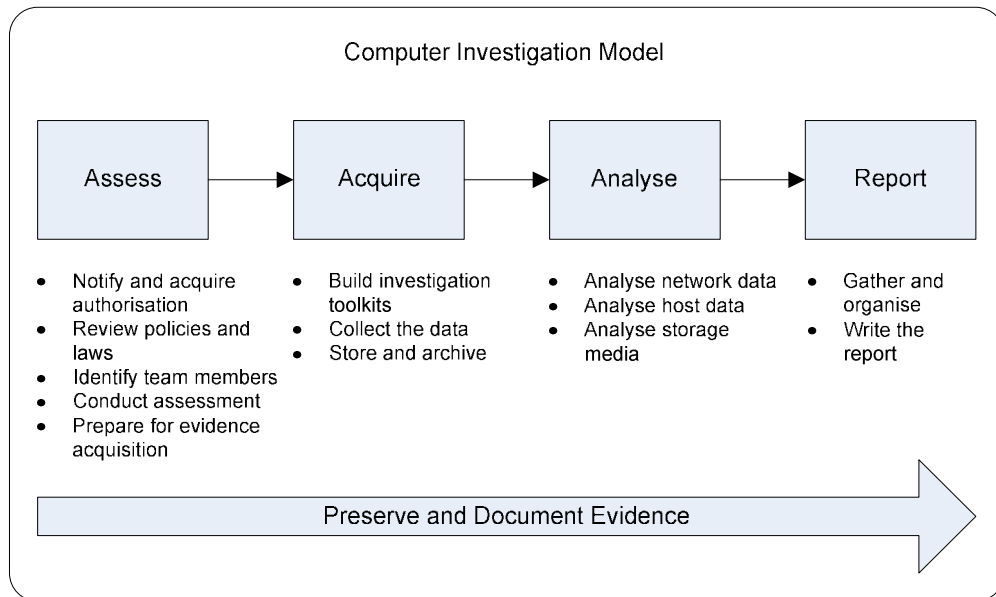 Computer Investigation Model
Assess
Acquire
Analyse
Report
• Notify and acquire
authorisation
• Review policies and
laws
• Identify team members
• Conduct assessment
• Prepare for evidence
acquisition
• Build investigation
toolkits
• Collect the data
• Store and archive
• Analyse network data
• Analyse host data
• Analyse storage
media
• Gather and
organise
• Write the
report
Preserve and Document Evidence